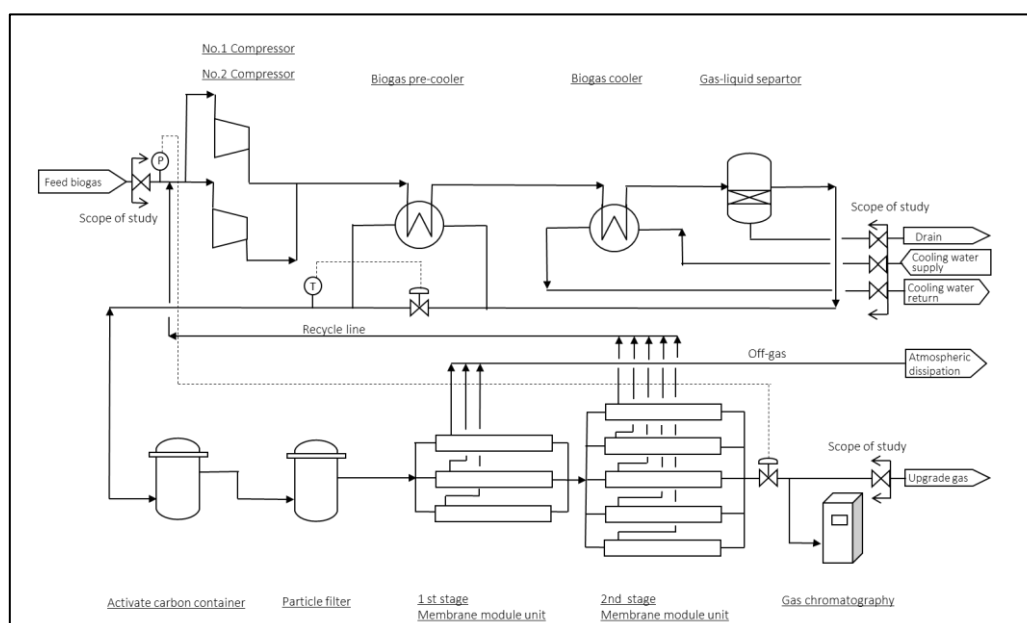 No.1 Compressor
No.2 Compressor
Biogas pre-cooler
Biogas cooler
Gas-liquid separtor
P
Feed biogas
Scope of study
Scope of study
Drain
Cooling water
supply
Cooling water
return
T
Recycle line
Off-gas
Atmospheric
dissipation
Scope of study
Upgrade gas
Activate carbon container
Particle filter
1 st stage
Membrane module unit
2nd stage
Membrane module unit
Gas chromatography